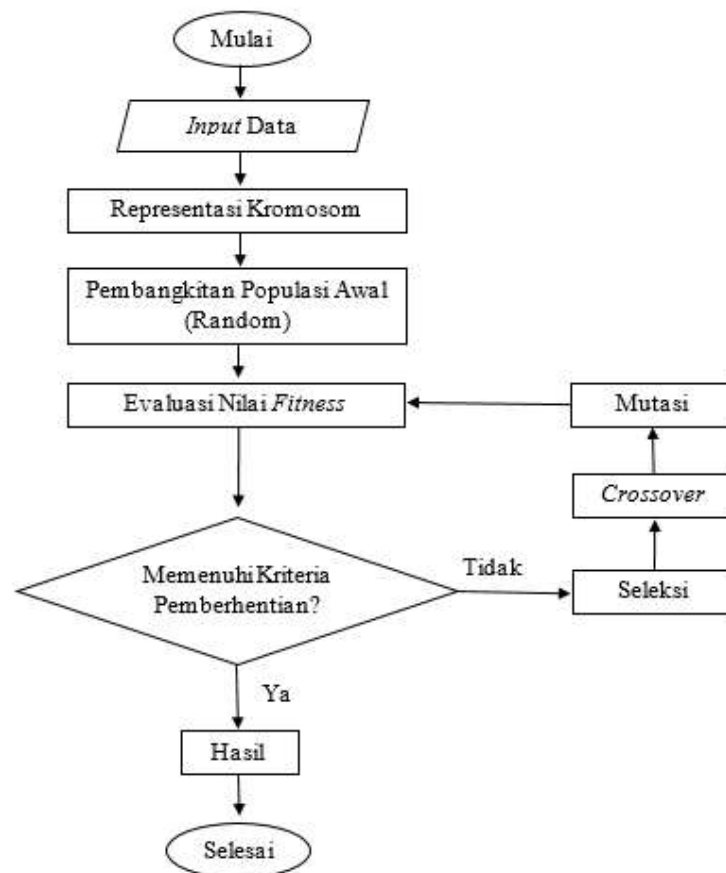 Mulai
Input Data
Representasi Kromosom
Pembangkitan Populasi Awal
(Random)
Evaluasi Nilai Fitness
Mutasi
Crossover
Seleksi
Tidak
Memenuhi Kriteria
Pemberhentian?
Ya
Hasil
Selesai